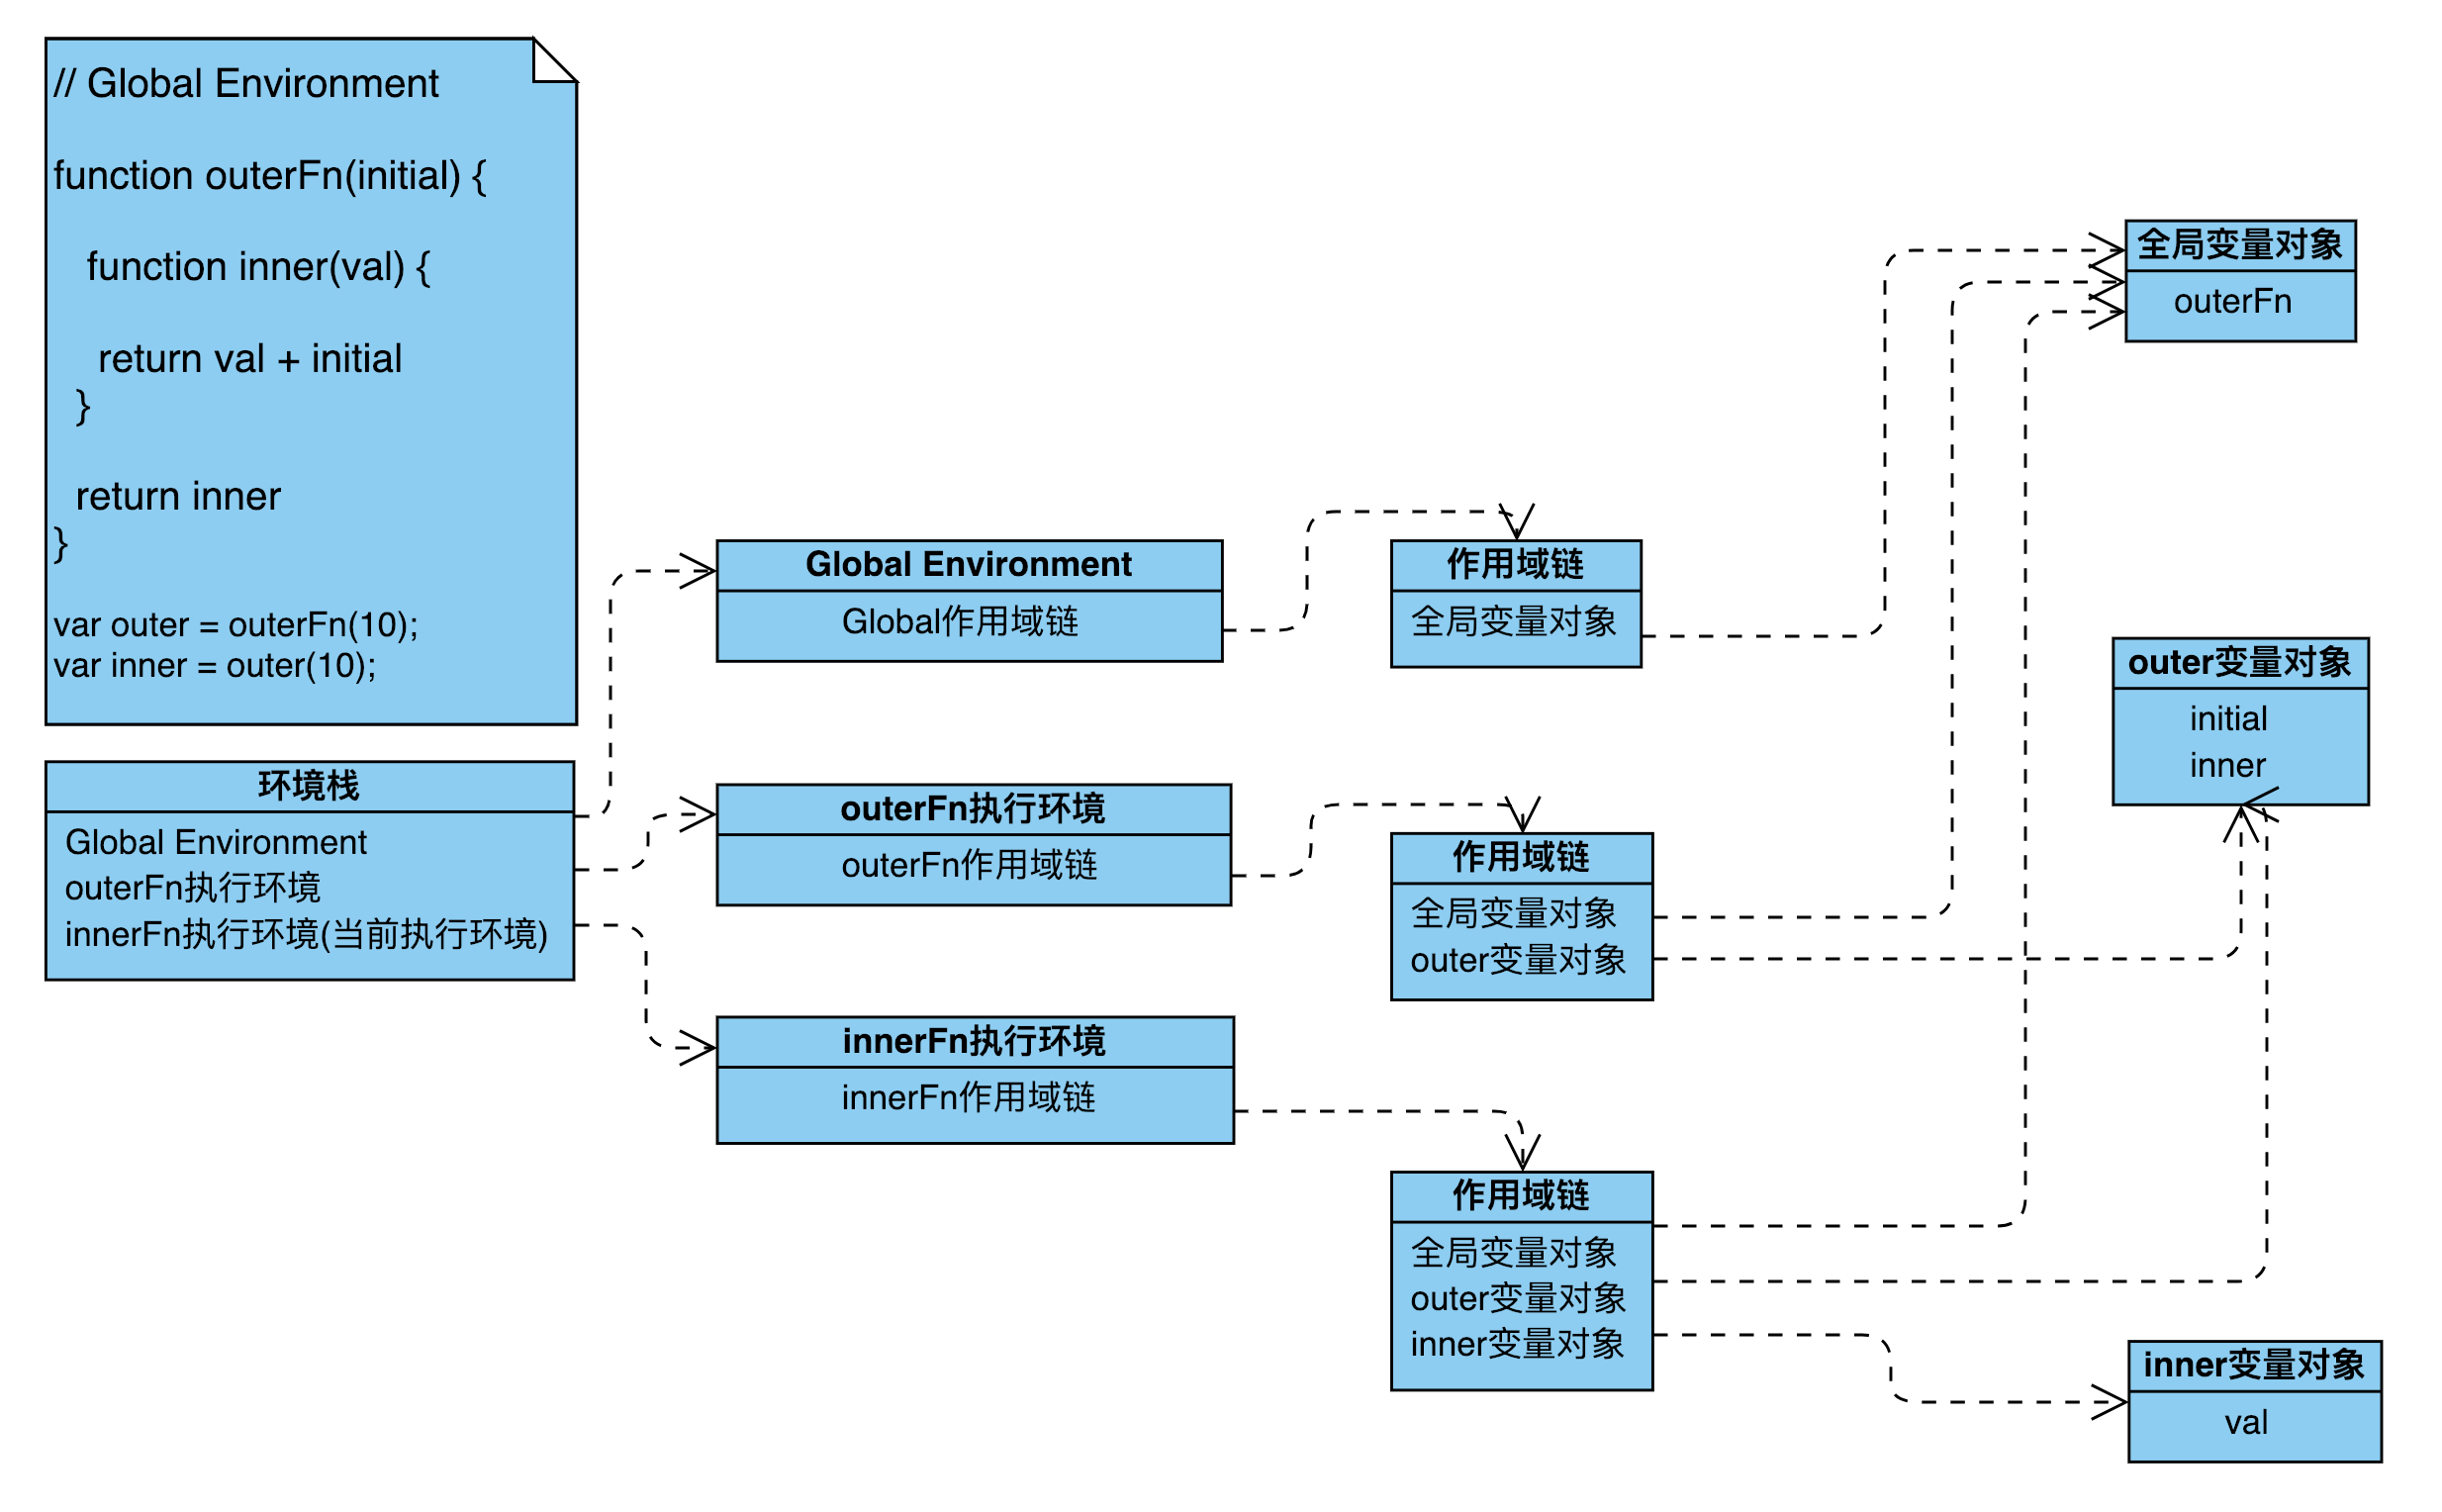 // Global Environment
function outerFn(initial) {
function inner(val) {
return val + initial
}
return inner
}
var outer = outerFn(10);
var inner = outer(10);
环境栈
Global Environment
outerFn执行环境
innerFn执行环境(当前执行环境)
Global Environment
Global作用域链
outerFn执行环境
outerFn作用域链
innerFn执行环境
innerFn作用域链
作用域链
全局变量对象
作用域链
全局变量对象
outer变量对象
作用域链
全局变量对象
outer变量对象
inner变量对象
全局变量对象
outerFn
outer变量对象
initial
inner
inner变量对象
val